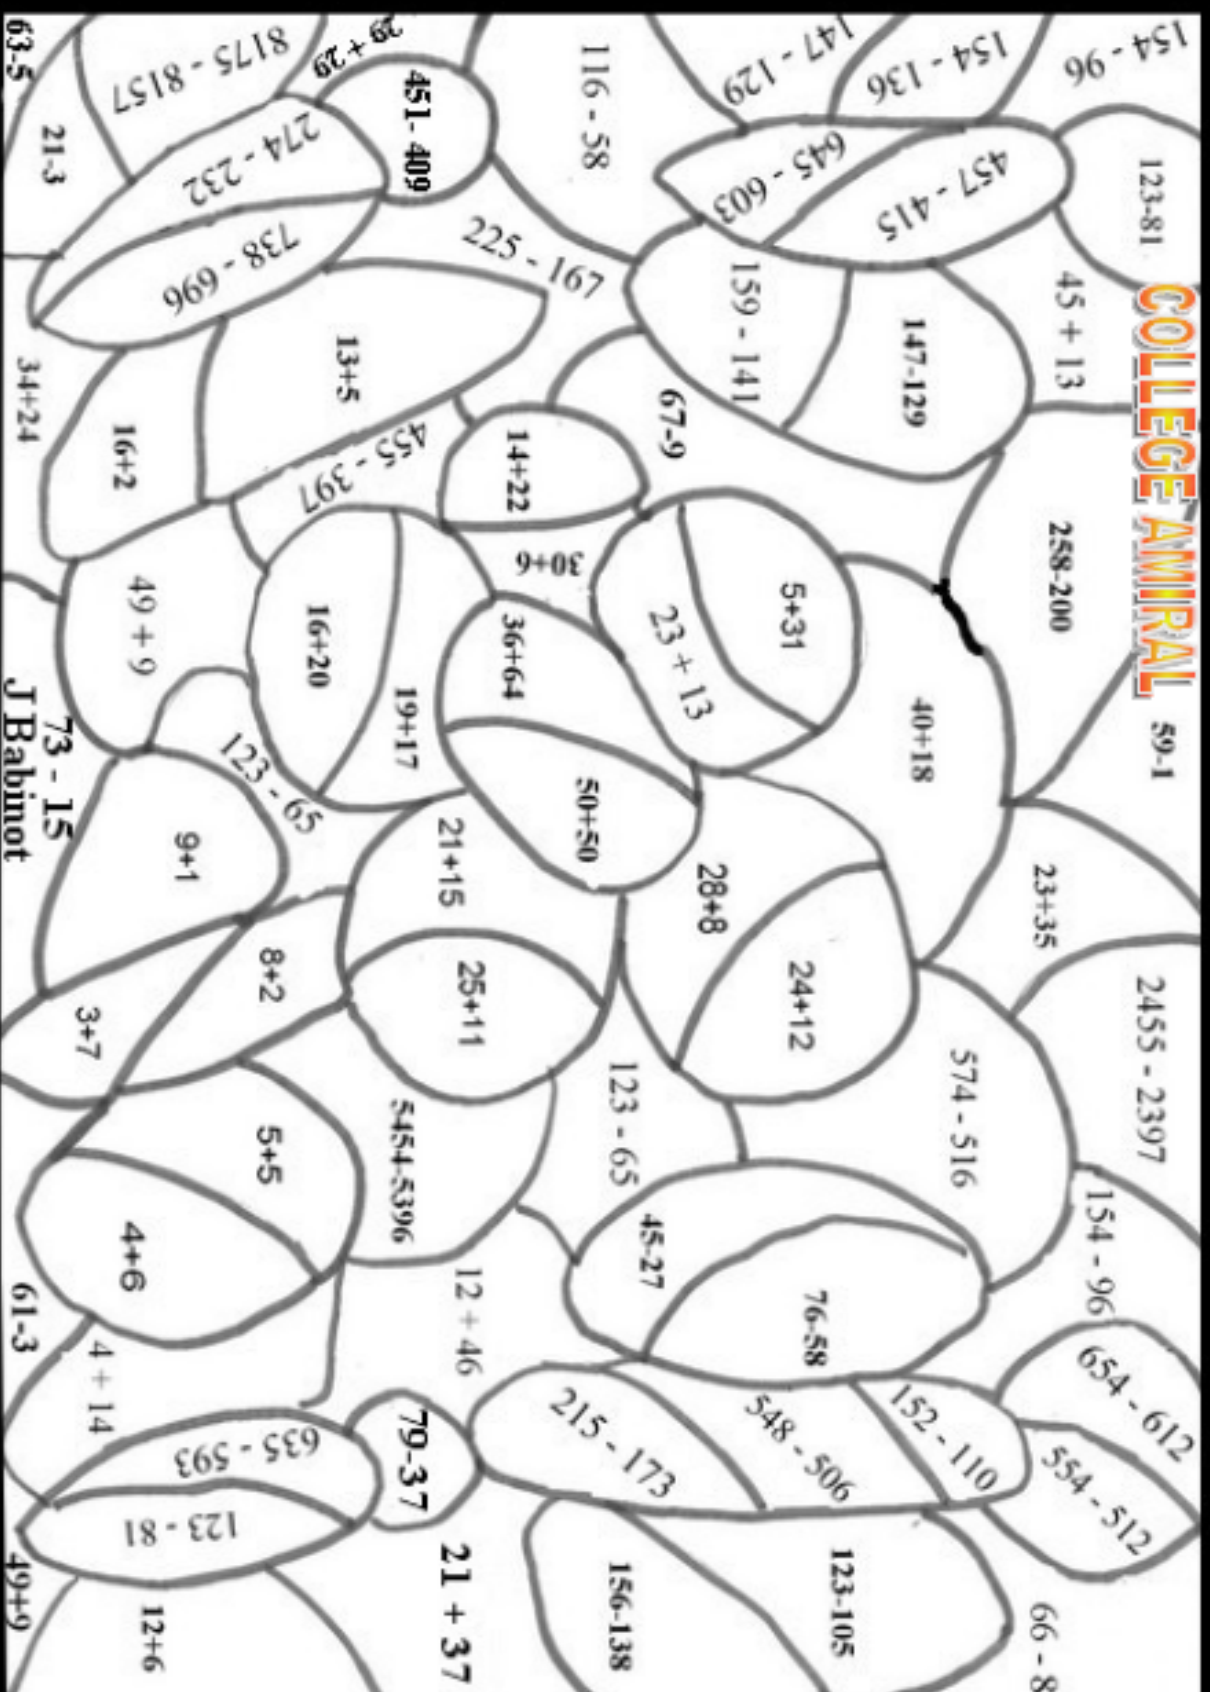 COLLEGE AMIRAL
154 - 96
154 - 136
147 - 129
116 - 58
29 + 29
8175 - 8157
63-5
21-3
451- 409
274 - 232
738 - 696
225 - 167
645 - 603
457 - 415
123-81
45 + 13
159 - 141
147-129
13+5
34+24
16+2
455 - 397
14+22
67-9
258-200
30+6
49 + 9
16+20
19+17
36+64
23 + 13
5+31
40+18
59-1
73 - 15
J Babinot
123 - 65
9+1
21+15
50+50
28+8
23+35
8+2
3+7
25+11
24+12
2455 - 2397
574 - 516
123 - 65
5454-5396
5+5
4+6
45-27
76-58
154 - 96
12 + 46
61-3
4 + 14
635 - 593
79-37
215 - 173
548 - 506
152 - 110
654 - 612
554 - 512
123 - 81
49+9
12+6
21 + 37
156-138
123-105
66 - 8